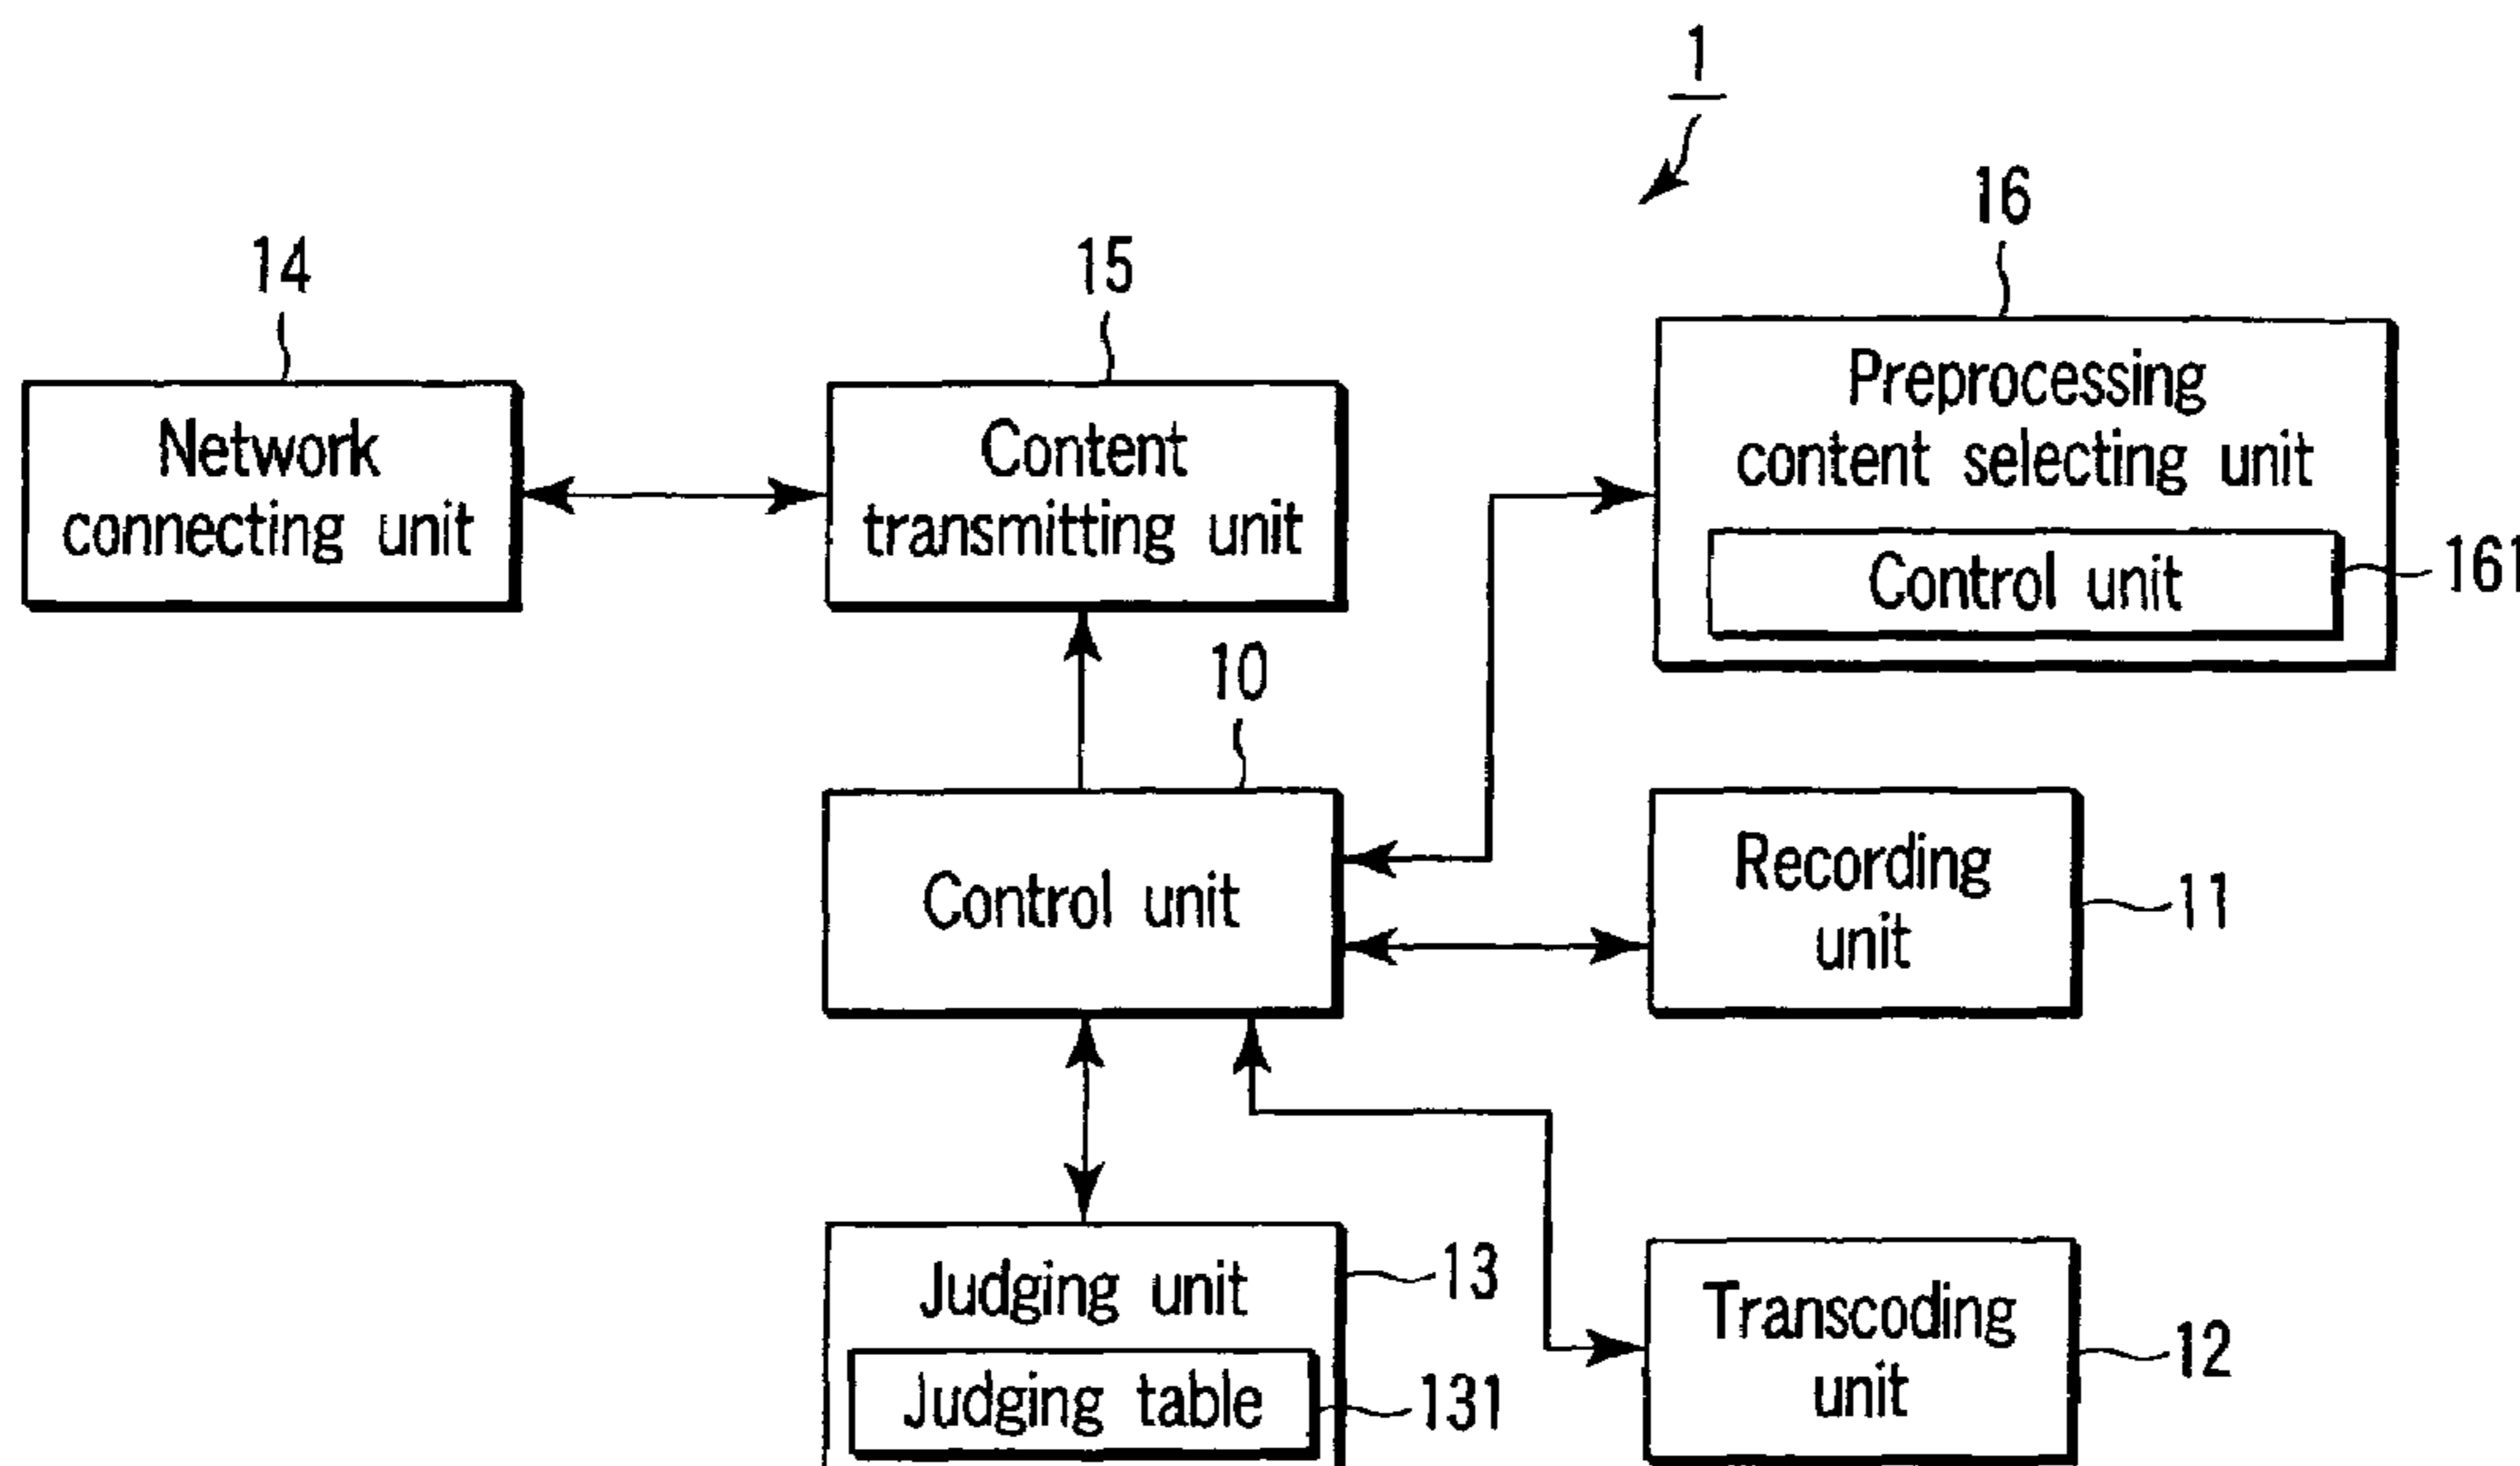 1
14
15
16
Network
connecting unit
Content
transmitting unit
Preprocessing
content selecting unit
Control unit
161
10
Control unit
Recording
unit
11
Judging unit
13
Judging table
131
Transcoding
unit
12